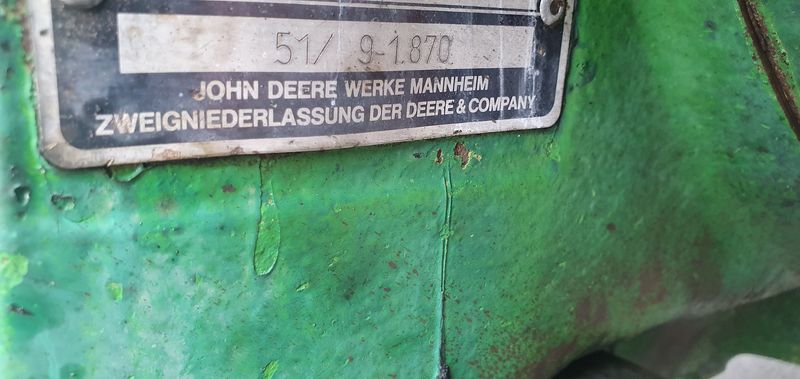 51/ 9-1.870
JOHN DEERE WERKE MANNHEIM
ZWEIGNIEDERLASSUNG DER DEERE & COMPANY